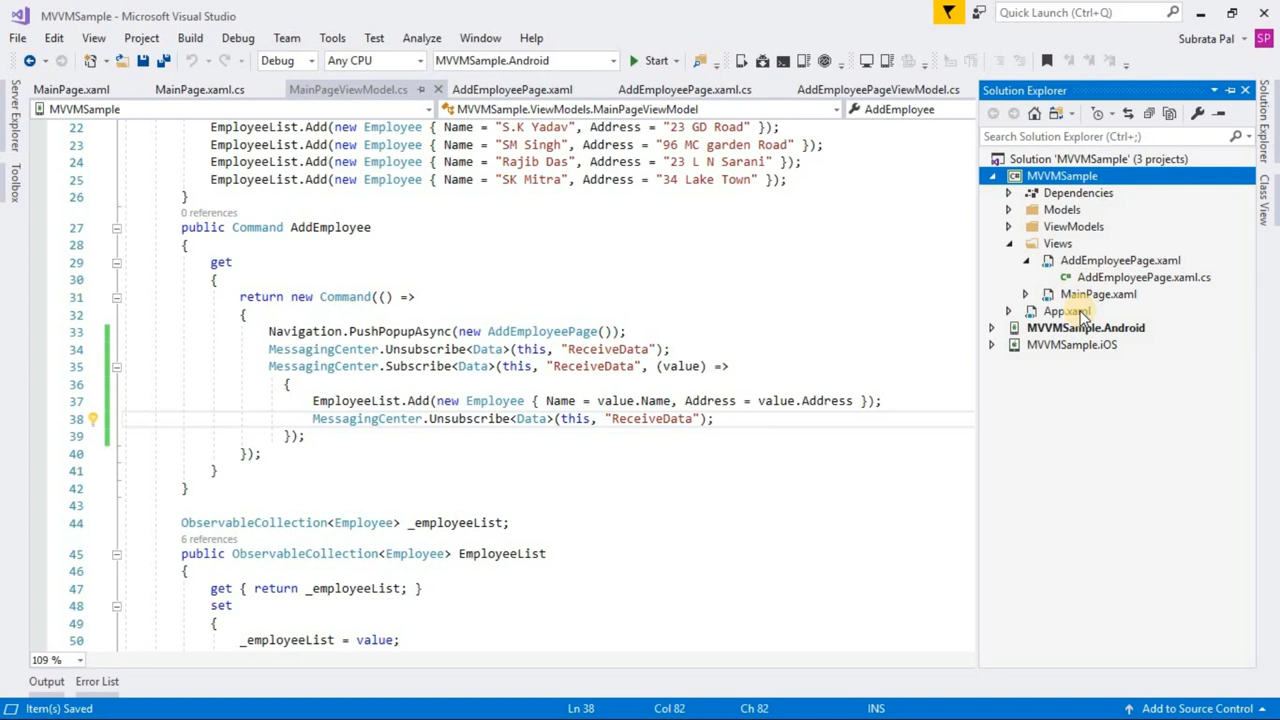 MVVMSample - Microsoft Visual Studio
Quick Launch (Ctrl+Q)
File Edit View Project Build Debug Team Tools Test Analyze Window Help
Subrata Pal SP
Debug Any CPU MVVMSample.Android Start
MainPage.xaml MainPage.xaml.cs MainPageViewModel.cs AddEmployeePage.xaml AddEmployeePage.xaml.cs AddEmployeePageViewModel.cs
MVVMSample MVVMSample.ViewModels.MainPageViewModel AddEmployee
Server Explorer
Toolbox
22 EmployeeList.Add(new Employee { Name = "S.K Yadav", Address = "23 GD Road" });
23 EmployeeList.Add(new Employee { Name = "SM Singh", Address = "96 MC garden Road" });
24 EmployeeList.Add(new Employee { Name = "Rajib Das", Address = "23 L N Sarani" });
25 EmployeeList.Add(new Employee { Name = "SK Mitra", Address = "34 Lake Town" });
26 }
0 references
27 public Command AddEmployee
28 {
29 get
30 {
31 return new Command(() =>
32 {
33 Navigation.PushPopupAsync(new AddEmployeePage());
34 MessagingCenter.Unsubscribe<Data>(this, "ReceiveData");
35 MessagingCenter.Subscribe<Data>(this, "ReceiveData", (value) =>
36 {
37 EmployeeList.Add(new Employee { Name = value.Name, Address = value.Address });
38 MessagingCenter.Unsubscribe<Data>(this, "ReceiveData");
39 });
40 });
41 }
42 }
43
44 ObservableCollection<Employee> _employeeList;
6 references
45 public ObservableCollection<Employee> EmployeeList
46 {
47 get { return _employeeList; }
48 set
49 {
50 _employeeList = value;
109 %
Solution Explorer
Search Solution Explorer (Ctrl+;)
Solution 'MVVMSample' (3 projects)
C# MVVMSample
Dependencies
Models
ViewModels
Views
AddEmployeePage.xaml
C# AddEmployeePage.xaml.cs
MainPage.xaml
App.xaml
MVVMSample.Android
MVVMSample.iOS
Solution Explorer
Class View
Output Error List
Item(s) Saved Ln 38 Col 82 Ch 82 INS Add to Source Control